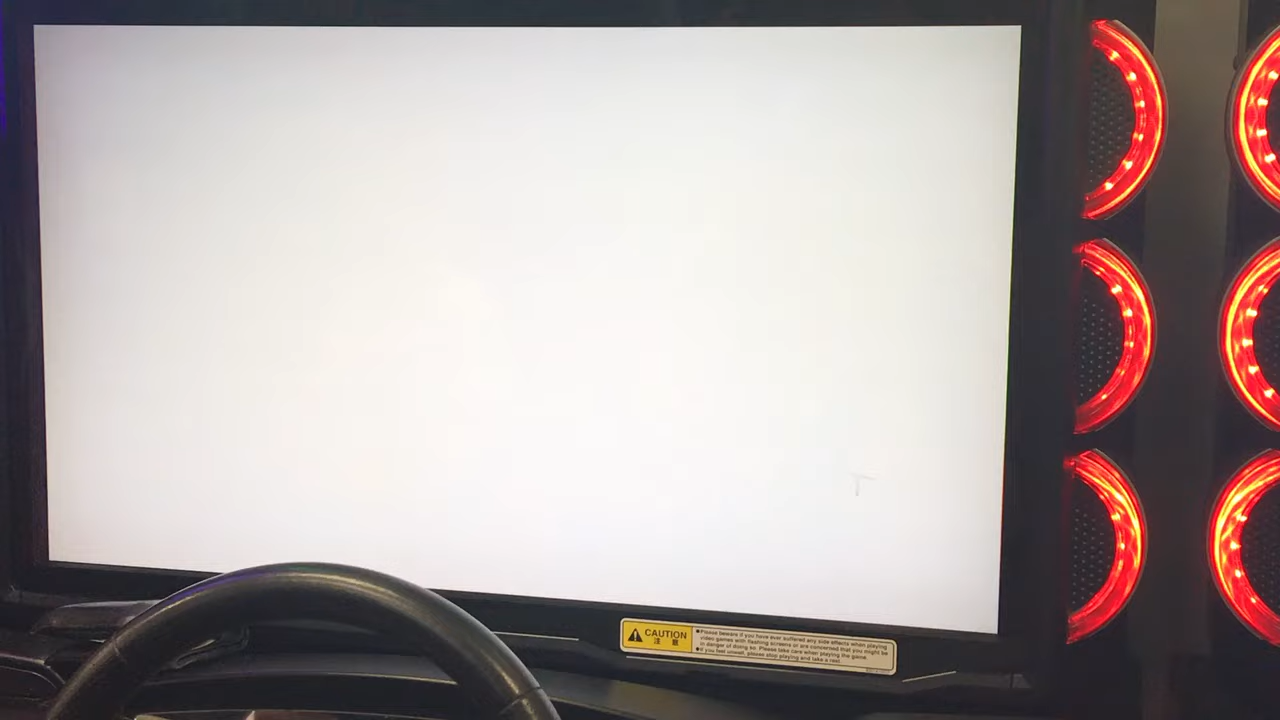 CAUTION
注 意
●Please beware if you have ever suffered any side effects when playing
video games with flashing screens or are concerned that you might be
in danger of doing so. Please take care when playing the game.
●If you feel unwell, please stop playing and take a rest.